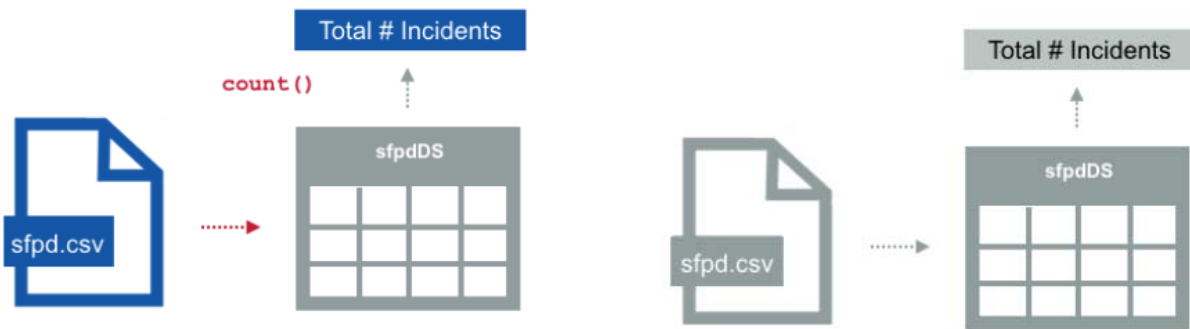 Total # Incidents
count()
sfpdDS
sfpd.csv
Total # Incidents
sfpdDS
sfpd.csv